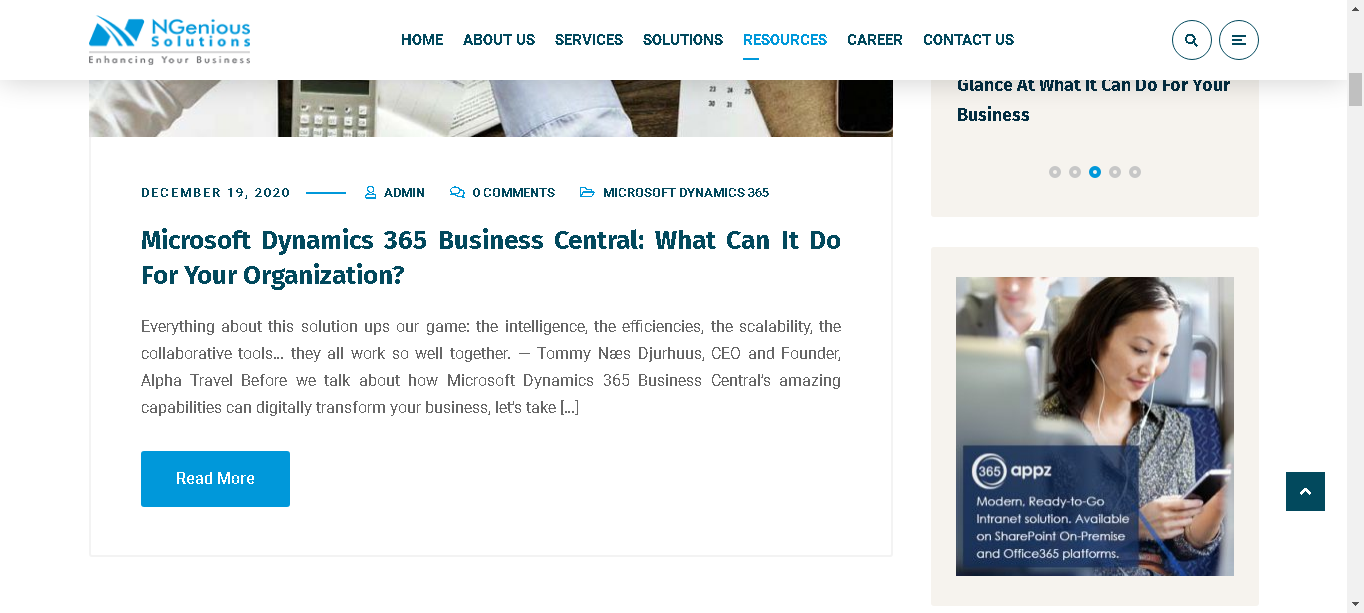 NGenious
Solutions
Enhancing Your Business
HOME ABOUT US SERVICES SOLUTIONS RESOURCES CAREER CONTACT US
Glance At What It Can Do For Your
Business
23 24 25
30 31
DECEMBER 19, 2020 ADMIN 0 COMMENTS MICROSOFT DYNAMICS 365
Microsoft Dynamics 365 Business Central: What Can It Do
For Your Organization?
Everything about this solution ups our game: the intelligence, the efficiencies, the scalability, the
collaborative tools… they all work so well together. — Tommy Næs Djurhuus, CEO and Founder,
Alpha Travel Before we talk about how Microsoft Dynamics 365 Business Central's amazing
capabilities can digitally transform your business, let's take [...]
Read More
365 appz
Modern, Ready-to-Go
Intranet solution. Available
on SharePoint On-Premise
and Office365 platforms.